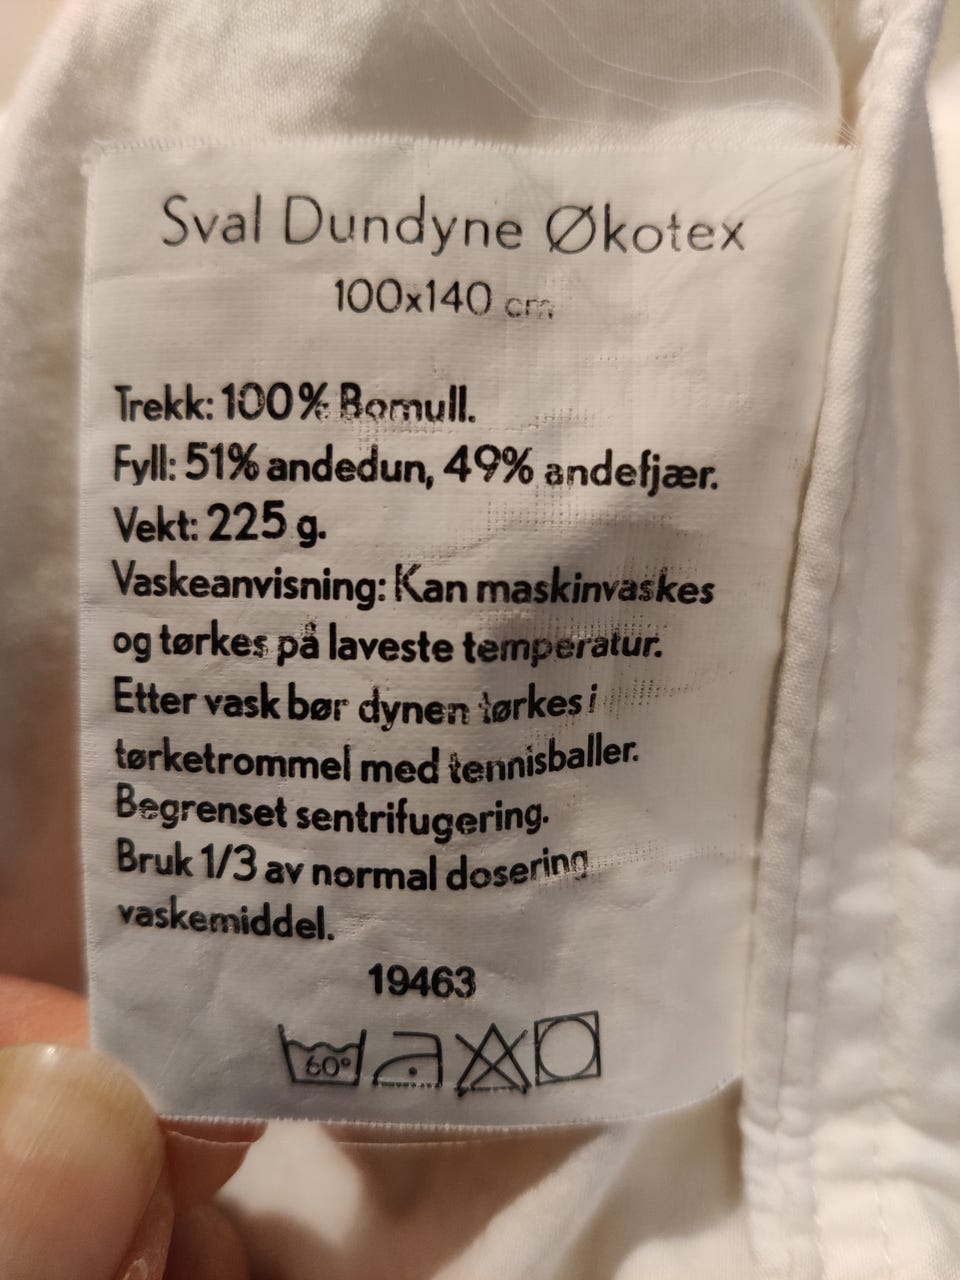 Sval Dundyne Økotex
100x140 cm
Trekk: 100% Bomull.
Fyll: 51% andedun, 49% andefjær.
Vekt: 225 g.
Vaskeanvisning: Kan maskinvaskes
og tørkes på laveste temperatur.
Etter vask bør dynen tørkes i
tørketrommel med tennisballer.
Begrenset sentrifugering.
Bruk 1/3 av normal dosering
vaskemiddel.
19463
60°